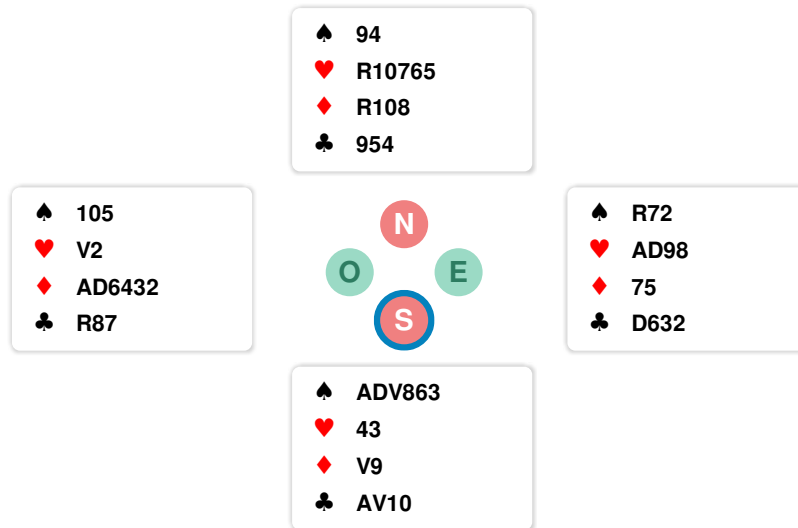 ♠ 94
♥ R10765
♦ R108
♣ 954
♠ 105
♥ V2
♦ AD6432
♣ R87
N
O E
S
♠ R72
♥ AD98
♦ 75
♣ D632
♠ ADV863
♥ 43
♦ V9
♣ AV10